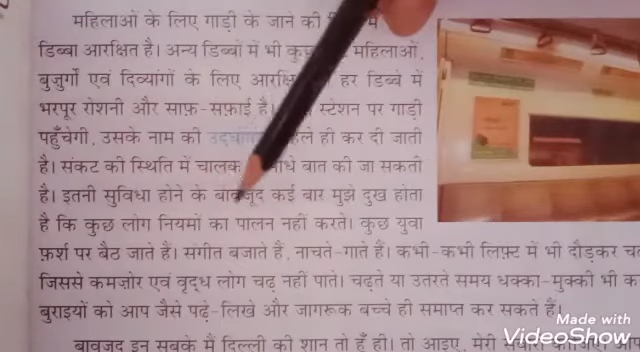 महिलाओं के लिए गाड़ी के जाने की में
डिब्बा आरक्षित है। अन्य डिब्बों में भी कुछ महिलाओं,
बुजुर्गों एवं दिव्यांगों के लिए हर डिब्बे में
भरपूर रोशनी और साफ़-सफ़ाई है। स्टेशन पर गाड़ी
पहुँचेगी, उसके नाम की पहले ही कर दी जाती
है। संकट की स्थिति में चालक बात की जा सकती
है। इतनी सुविधा होने के बावजूद कई बार मुझे दुख होता
है कि कुछ लोग नियमों का पालन नहीं करते। कुछ युवा
फ़र्श पर बैठ जाते हैं। संगीत बजाते हैं, नाचते-गाते हैं। कभी-कभी लिफ़्ट में भी दौड़कर
जिससे कमज़ोर एवं वृद्ध लोग चढ़ नहीं पाते। चढ़ते या उतरते समय धक्का-मुक्की भी
बुराइयों को आप जैसे पढ़े-लिखे और जागरूक बच्चे ही समाप्त कर सकते हैं।
बावजूद इन सबके मैं दिल्ली की शान तो हूँ ही। तो आइए, मेरी
Made with
VideoShow